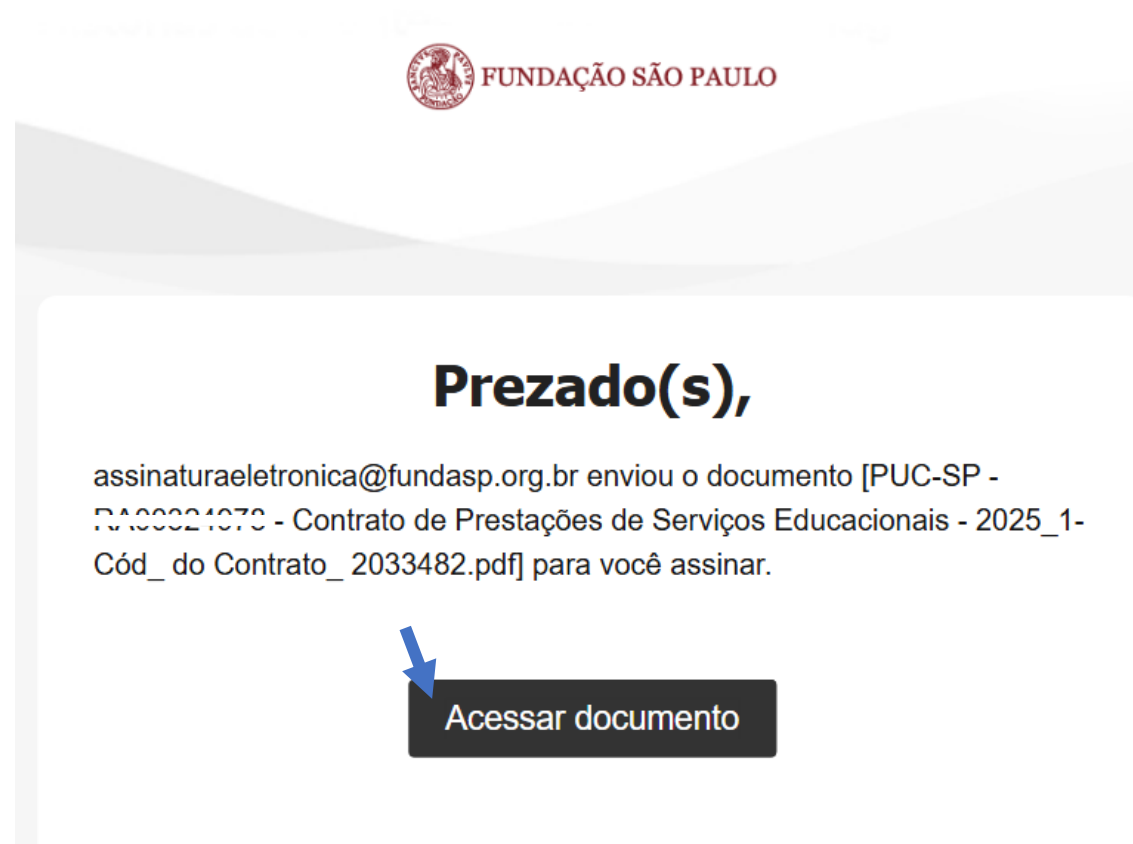 FUNDAÇÃO SÃO PAULO
Prezado(s),
assinaturaeletronica@fundasp.org.br enviou o documento [PUC-SP -
- Contrato de Prestações de Serviços Educacionais - 2025_1-
Cód_ do Contrato_ 2033482.pdf] para você assinar.
Acessar documento